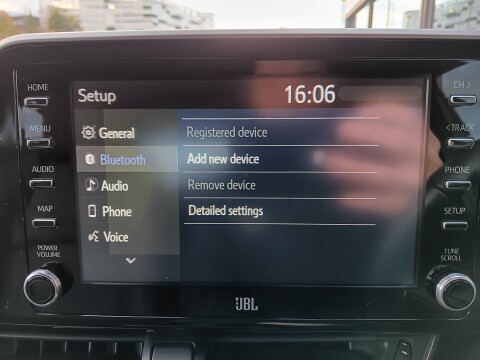 Setup 16:06
HOME
MENU
AUDIO
MAP
POWER
VOLUME
General
Bluetooth
Audio
Phone
Voice
Registered device
Add new device
Remove device
Detailed settings
CH >
< TRACK
PHONE
SETUP
TUNE
SCROLL
JBL